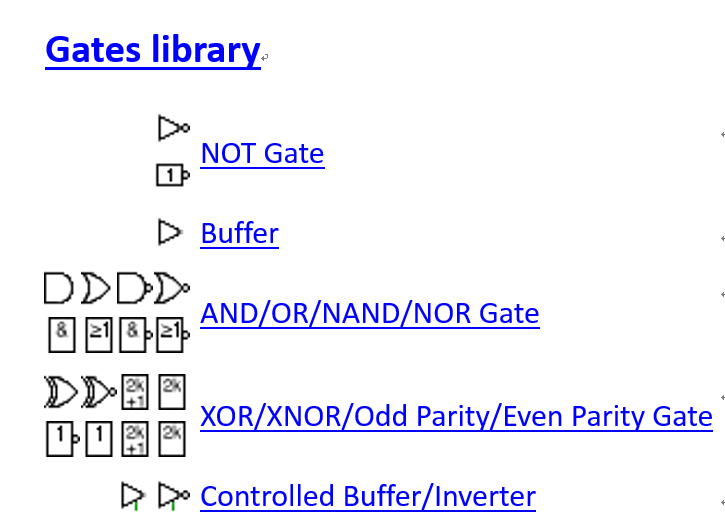 Gates library
NOT Gate
1
Buffer
AND/OR/NAND/NOR Gate
& ≥1 & ≥1
2k +1 2k
XOR/XNOR/Odd Parity/Even Parity Gate
1 1 2k +1 2k
Controlled Buffer/Inverter